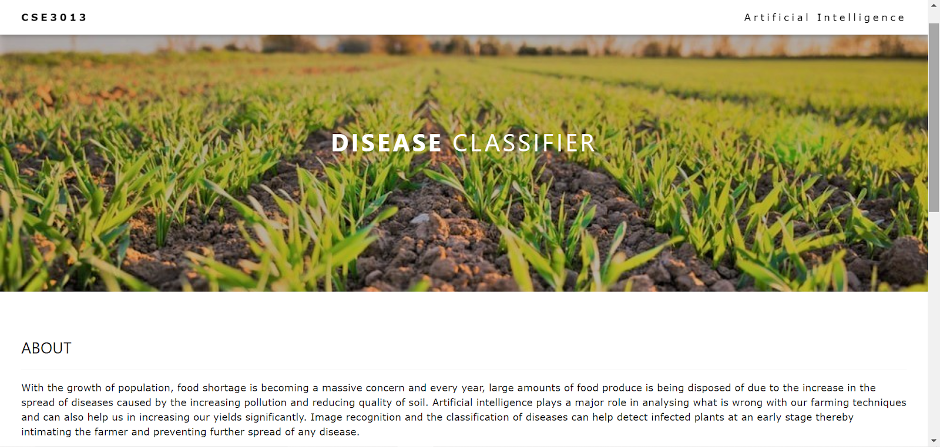 CSE3013
Artificial Intelligence
DISEASE CLASSIFIER
ABOUT
With the growth of population, food shortage is becoming a massive concern and every year, large amounts of food produce is being disposed of due to the increase in the
spread of diseases caused by the increasing pollution and reducing quality of soil. Artificial intelligence plays a major role in analysing what is wrong with our farming techniques
and can also help us in increasing our yields significantly. Image recognition and the classification of diseases can help detect infected plants at an early stage thereby
intimating the farmer and preventing further spread of any disease.